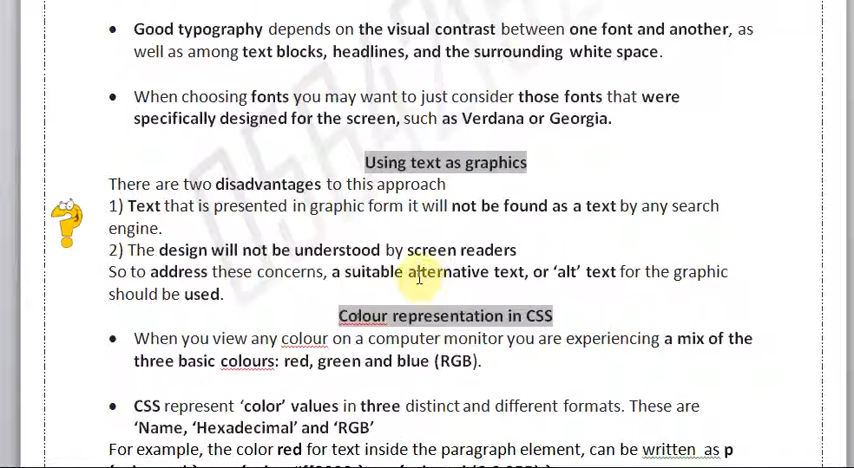 • Good typography depends on the visual contrast between one font and another, as
well as among text blocks, headlines, and the surrounding white space.
• When choosing fonts you may want to just consider those fonts that were
specifically designed for the screen, such as Verdana or Georgia.
Using text as graphics
There are two disadvantages to this approach
1) Text that is presented in graphic form it will not be found as a text by any search
engine.
2) The design will not be understood by screen readers
So to address these concerns, a suitable alternative text, or ‘alt’ text for the graphic
should be used.
Colour representation in CSS
• When you view any colour on a computer monitor you are experiencing a mix of the
three basic colours: red, green and blue (RGB).
• CSS represent ‘color’ values in three distinct and different formats. These are
‘Name, ‘Hexadecimal’ and ‘RGB’
For example, the color red for text inside the paragraph element, can be written as p